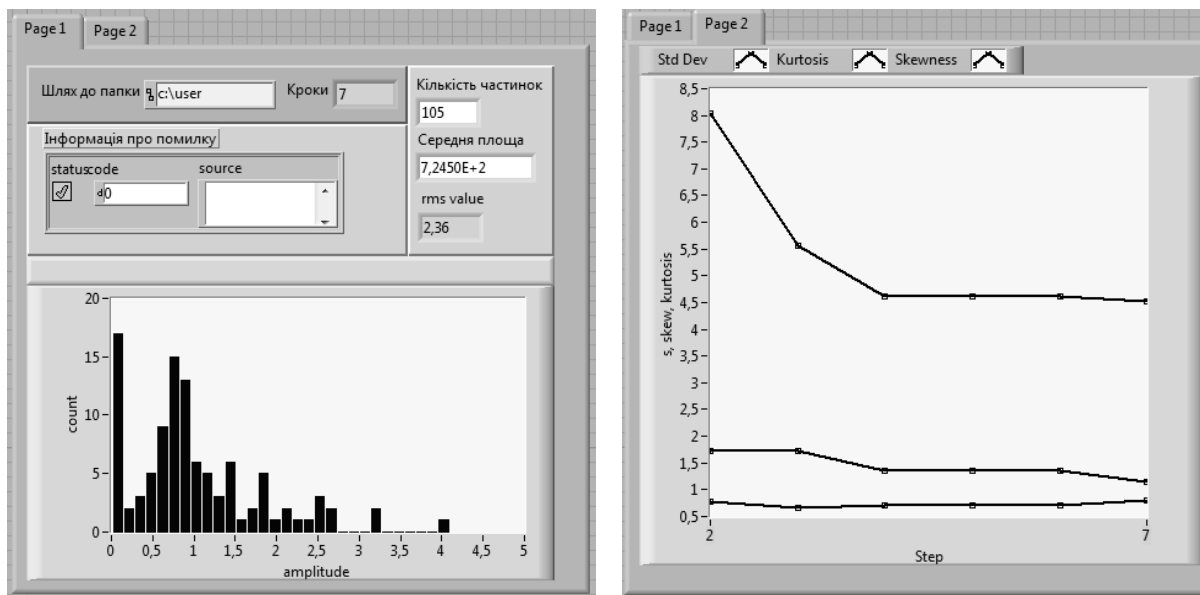 Page 1 Page 2
Шлях до папки c:\user Кроки 7
Кількість частинок
105
Інформація про помилку
Середня площа
7,2450E+2
status code source
d 0
rms value
2,36
20
15
10
5
0
count
0 0,5 1 1,5 2 2,5 3 3,5 4 4,5 5
amplitude
Page 1 Page 2
Std Dev Kurtosis Skewness
8,5
8
7,5
7
6,5
6
5,5
5
4,5
4
3,5
3
2,5
2
1,5
1
0,5
s, skew, kurtosis
2 7
Step